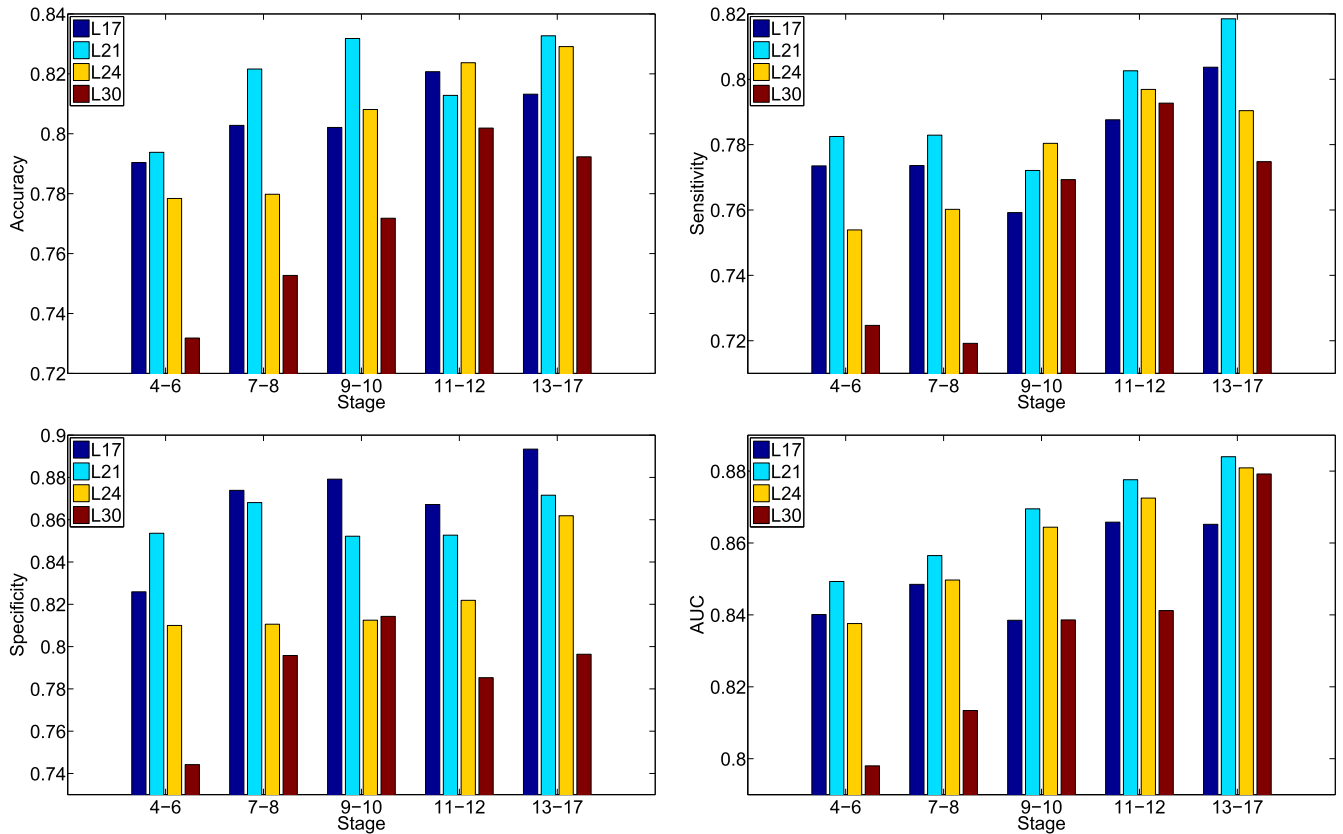 Accuracy
0.84
0.82
0.8
0.78
0.76
0.74
0.72
L17
L21
L24
L30
4−6 7−8 9−10 11−12 13−17
Stage
Sensitivity
0.82
0.8
0.78
0.76
0.74
0.72
L17
L21
L24
L30
4−6 7−8 9−10 11−12 13−17
Stage
Specificity
0.9
0.88
0.86
0.84
0.82
0.8
0.78
0.76
0.74
L17
L21
L24
L30
4−6 7−8 9−10 11−12 13−17
Stage
AUC
0.88
0.86
0.84
0.82
0.8
L17
L21
L24
L30
4−6 7−8 9−10 11−12 13−17
Stage